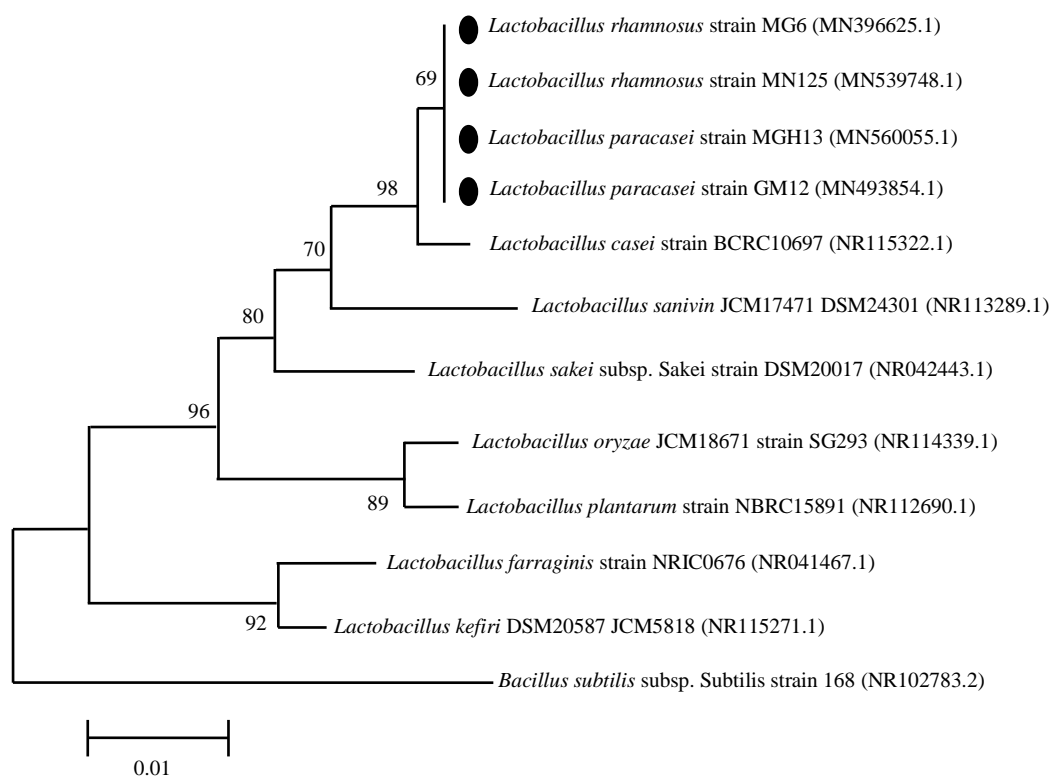 Lactobacillus rhamnosus strain MG6 (MN396625.1)
69
Lactobacillus rhamnosus strain MN125 (MN539748.1)
Lactobacillus paracasei strain MGH13 (MN560055.1)
98
Lactobacillus paracasei strain GM12 (MN493854.1)
Lactobacillus casei strain BCRC10697 (NR115322.1)
70
Lactobacillus sanivin JCM17471 DSM24301 (NR113289.1)
80
Lactobacillus sakei subsp. Sakei strain DSM20017 (NR042443.1)
96
Lactobacillus oryzae JCM18671 strain SG293 (NR114339.1)
89
Lactobacillus plantarum strain NBRC15891 (NR112690.1)
Lactobacillus farraginis strain NRIC0676 (NR041467.1)
92
Lactobacillus kefiri DSM20587 JCM5818 (NR115271.1)
Bacillus subtilis subsp. Subtilis strain 168 (NR102783.2)
0.01